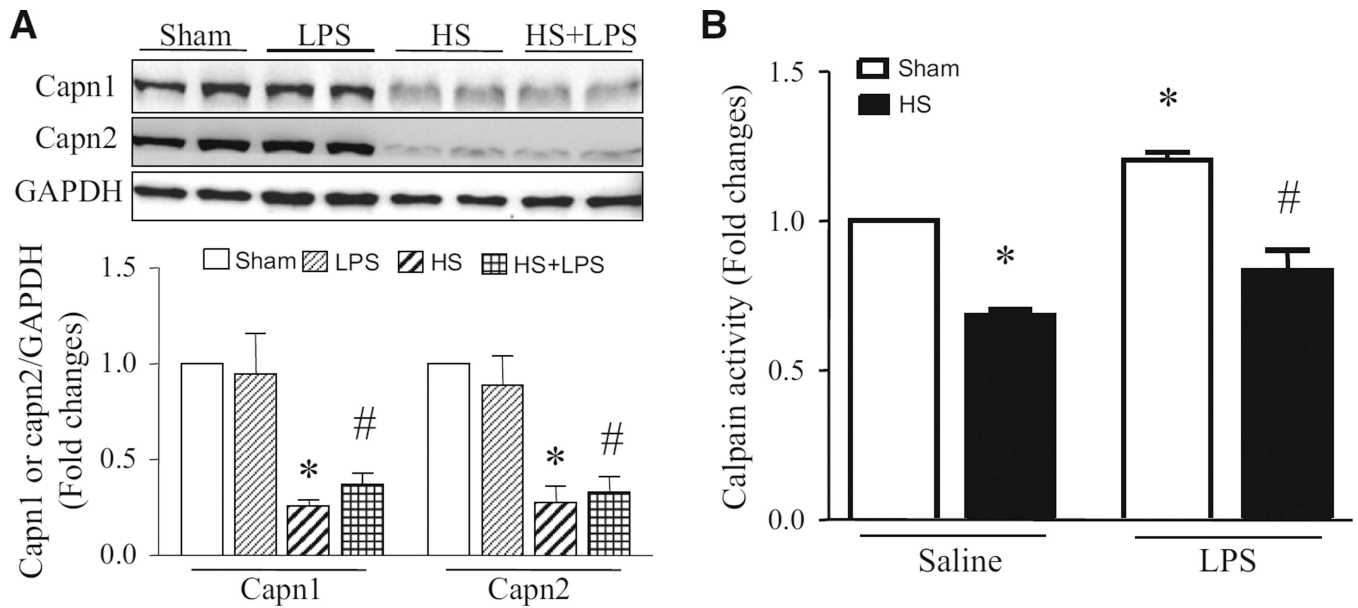 A
Sham LPS HS HS+LPS
Capn1
Capn2
GAPDH
Capn1 or capn2/GAPDH
(Fold changes)
Sham LPS HS HS+LPS
1.5
1.0
0.5
0.0
* # * #
Capn1 Capn2
B
Calpain activity (Fold changes)
Sham
HS
1.5
1.0
0.5
0.0
* * #
Saline LPS